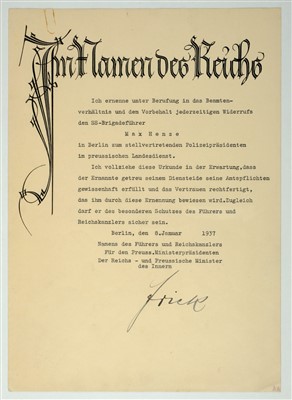 Im Namen des Reichs
Ich ernenne unter Berufung in das Beamten-
verhältnis und dem Vorbehalt jederzeitigen Widerrufs
den SS-Brigadeführer
Max Henze
in Berlin zum stellvertretenden Polizeipräsidenten
im preussischen Landesdienst.
Ich vollziehe diese Urkunde in der Erwartung, dass
der Ernannte getreu seinem Diensteide seine Amtspflichten
gewissenhaft erfüllt und das Vertrauen rechtfertigt,
das ihm durch diese Ernennung bewiesen wird. Zugleich
darf er des besonderen Schutzes des Führers und
Reichskanzlers sicher sein.
Berlin, den 8. Januar 1937
Namens des Führers und Reichskanzlers
Für den Preuss. Ministerpräsidenten
Der Reichs - und Preussische Minister
des Innern
Frick